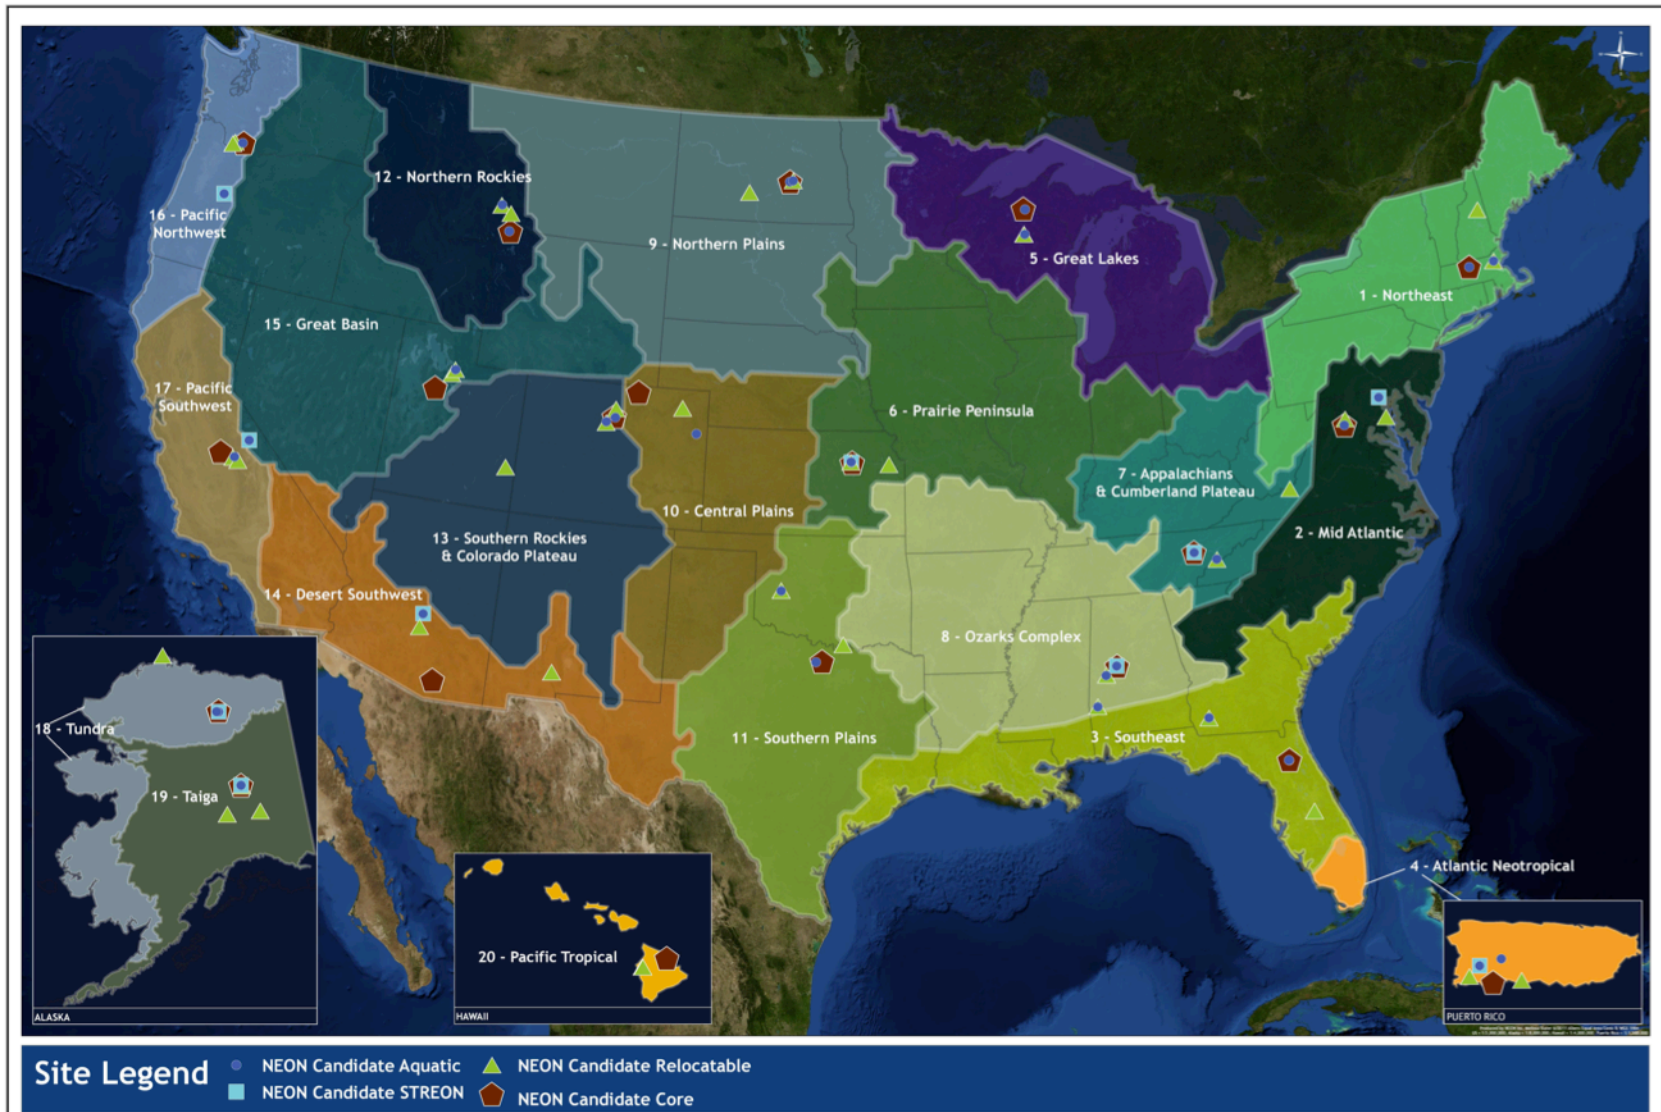 12 - Northern Rockies
16 - Pacific
Northwest
9 - Northern Plains
5 - Great Lakes
1 - Northeast
15 - Great Basin
17 - Pacific
Southwest
6 - Prairie Peninsula
7 - Appalachians
& Cumberland Plateau
10 - Central Plains
2 - Mid Atlantic
13 - Southern Rockies
& Colorado Plateau
14 - Desert Southwest
8 - Ozarks Complex
18 - Tundra
11 - Southern Plains
3 - Southeast
19 - Taiga
4 - Atlantic Neotropical
20 - Pacific Tropical
ALASKA
HAWAII
PUERTO RICO
Site Legend
NEON Candidate Aquatic
NEON Candidate Relocatable
NEON Candidate STREON
NEON Candidate Core